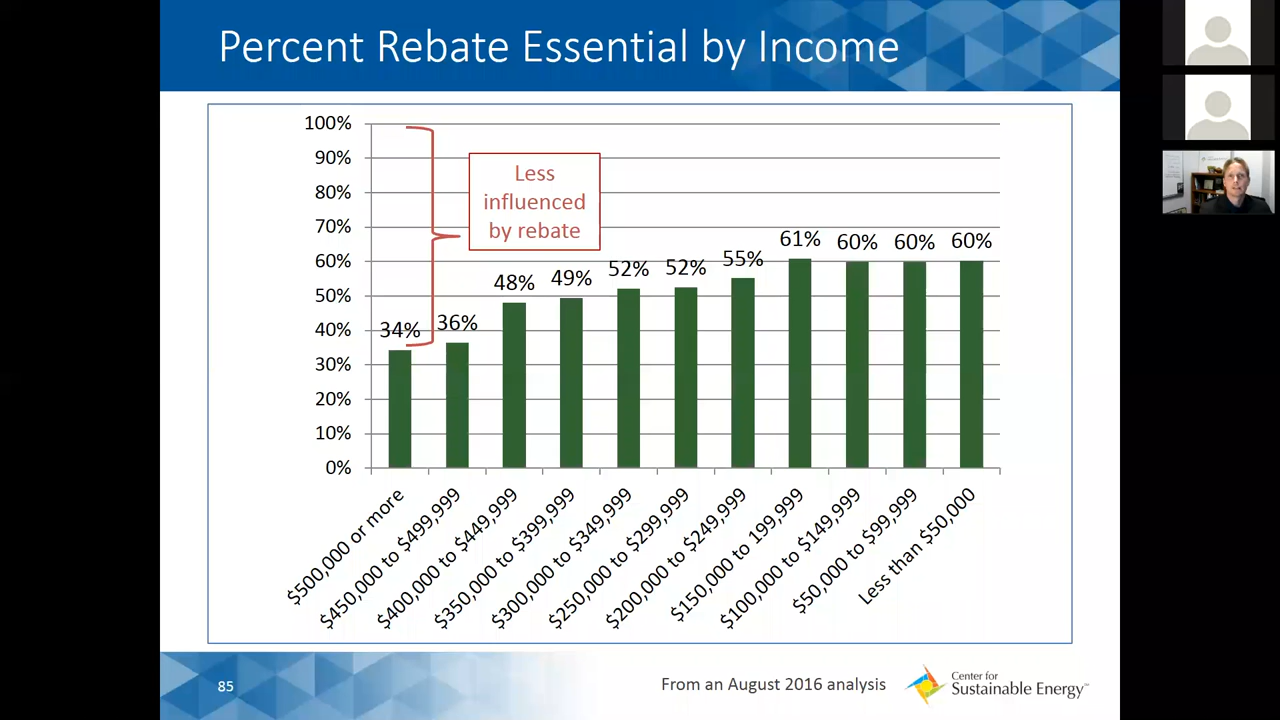 Percent Rebate Essential by Income
100%
90%
80%
70%
60%
50%
40%
30%
20%
10%
0%
Less
influenced
by rebate
34%
36%
48%
49%
52%
52%
55%
61%
60%
60%
60%
$500,000 or more
$450,000 to $499,999
$400,000 to $449,999
$350,000 to $399,999
$300,000 to $349,999
$250,000 to $299,999
$200,000 to $249,999
$150,000 to 199,999
$100,000 to $149,999
$50,000 to $99,999
Less than $50,000
85
From an August 2016 analysis
Center for
Sustainable Energy™